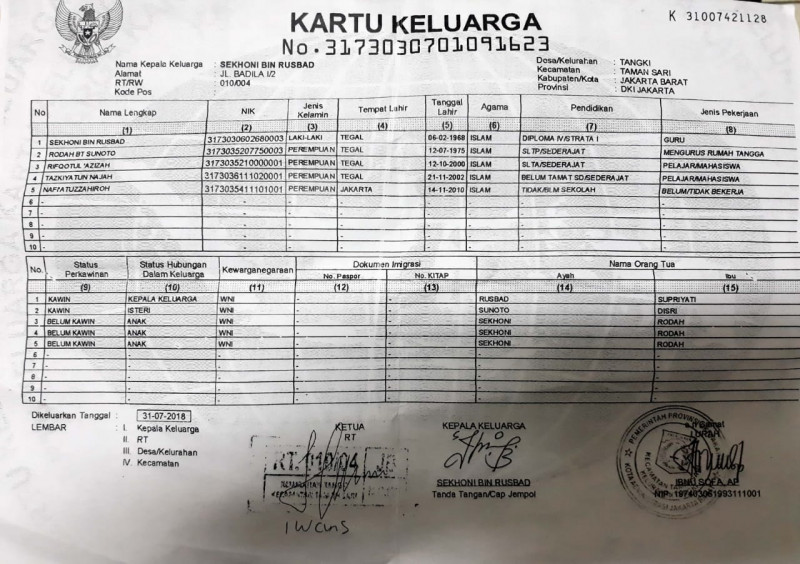 K 31007421128
KARTU KELUARGA
No.3173030701091623
Nama Kepala Keluarga : SEKHONI BIN RUSBAD
Alamat : JL. BADILA I/2
RT/RW : 010/004
Kode Pos :
Desa/Kelurahan : TANGKI
Kecamatan : TAMAN SARI
Kabupaten/Kota : JAKARTA BARAT
Provinsi : DKI JAKARTA
No Nama Lengkap NIK Jenis Kelamin Tempat Lahir Tanggal Lahir Agama Pendidikan Jenis Pekerjaan
(1) (2) (3) (4) (5) (6) (7) (8)
1 SEKHONI BIN RUSBAD 3173030602680003 LAKI-LAKI TEGAL 06-02-1968 ISLAM DIPLOMA IV/STRATA I GURU
2 RODAH BT SUNOTO 3173035207750003 PEREMPUAN TEGAL 12-07-1975 ISLAM SLTP/SEDERAJAT MENGURUS RUMAH TANGGA
3 RIFQOTUL 'AZIZAH 3173035210000001 PEREMPUAN TEGAL 12-10-2000 ISLAM SLTA/SEDERAJAT PELAJAR/MAHASISWA
4 TAZKIYATUN NAJAH 3173036111020001 PEREMPUAN TEGAL 21-11-2002 ISLAM BELUM TAMAT SD/SEDERAJAT PELAJAR/MAHASISWA
5 NAFI'ATUZZAHIROH 3173035411101001 PEREMPUAN JAKARTA 14-11-2010 ISLAM TIDAK/BLM SEKOLAH BELUM/TIDAK BEKERJA
6 - - - - - - - -
7 - - - - - - - -
8 - - - - - - - -
9 - - - - - - - -
10 - - - - - - - -
No. Status Perkawinan Status Hubungan Dalam Keluarga Kewarganegaraan Dokumen Imigrasi Nama Orang Tua
No. Paspor No. KITAP Ayah Ibu
(9) (10) (11) (12) (13) (14) (15)
1 KAWIN KEPALA KELUARGA WNI - - RUSBAD SUPRIYATI
2 KAWIN ISTERI WNI - - SUNOTO DISRI
3 BELUM KAWIN ANAK WNI - - SEKHONI RODAH
4 BELUM KAWIN ANAK WNI - - SEKHONI RODAH
5 BELUM KAWIN ANAK WNI - - SEKHONI RODAH
6 - - - - - - -
7 - - - - - - -
8 - - - - - - -
9 - - - - - - -
10 - - - - - - -
Dikeluarkan Tanggal : 31-07-2018
LEMBAR : I. Kepala Keluarga
II. RT
III. Desa/Kelurahan
IV. Kecamatan
KETUA
RT
RT. 010/04
KEPALA KELUARGA
SEKHONI BIN RUSBAD
Tanda Tangan/Cap Jempol
a.n Camat
LURAH
PEMERINTAH PROVINSI
IBNU SOFA, AP
NIP. 197403061993111001